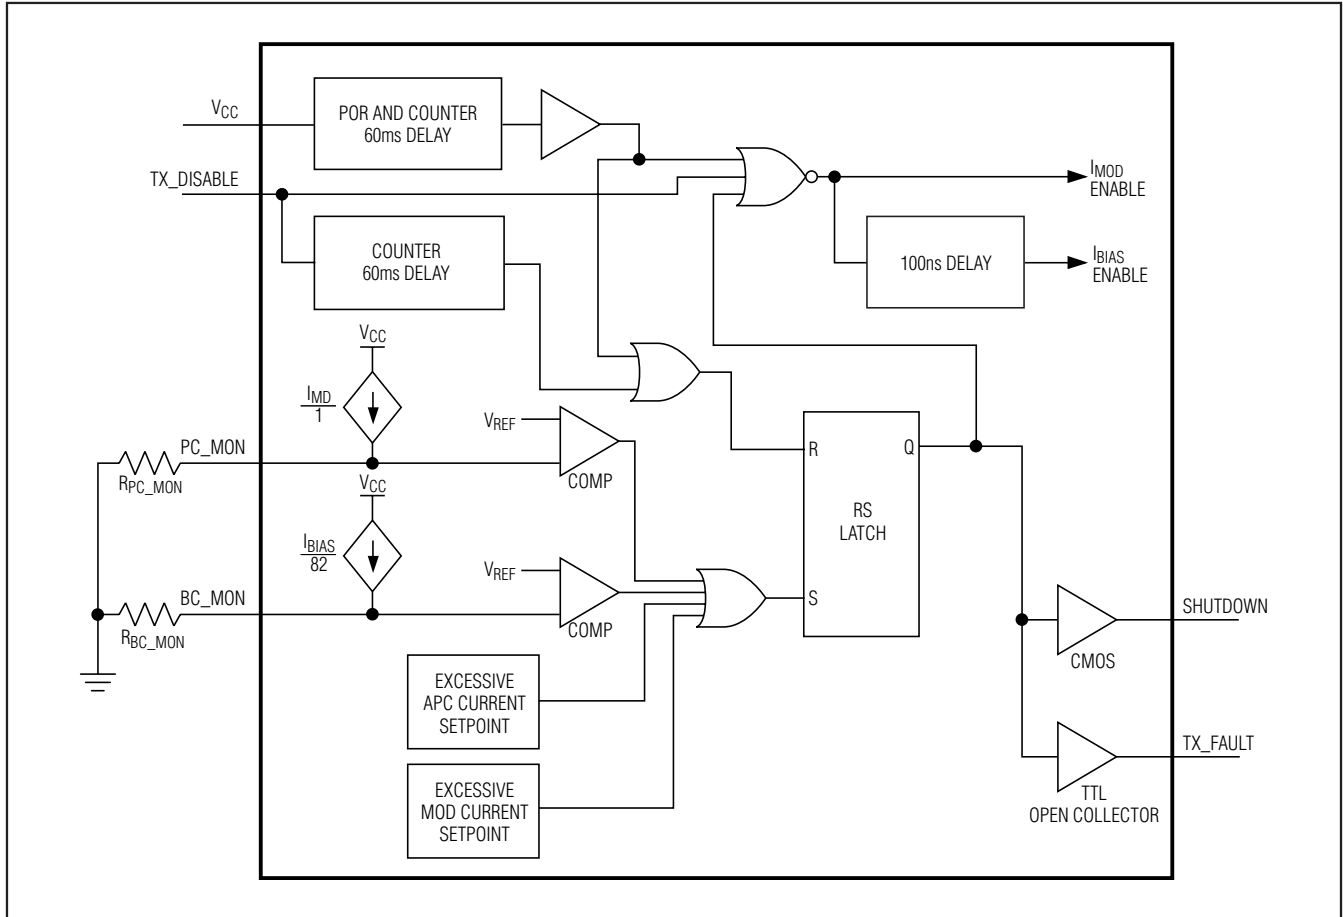 VCC
POR AND COUNTER
60ms DELAY
TX_DISABLE
IMOD
ENABLE
COUNTER
60ms DELAY
100ns DELAY
IBIAS
ENABLE
VCC
IMD
1
VREF
PC_MON
RPC_MON
COMP
R
Q
VCC
RS
LATCH
IBIAS
82
VREF
BC_MON
RBC_MON
COMP
S
SHUTDOWN
CMOS
EXCESSIVE
APC CURRENT
SETPOINT
TX_FAULT
EXCESSIVE
MOD CURRENT
SETPOINT
TTL
OPEN COLLECTOR